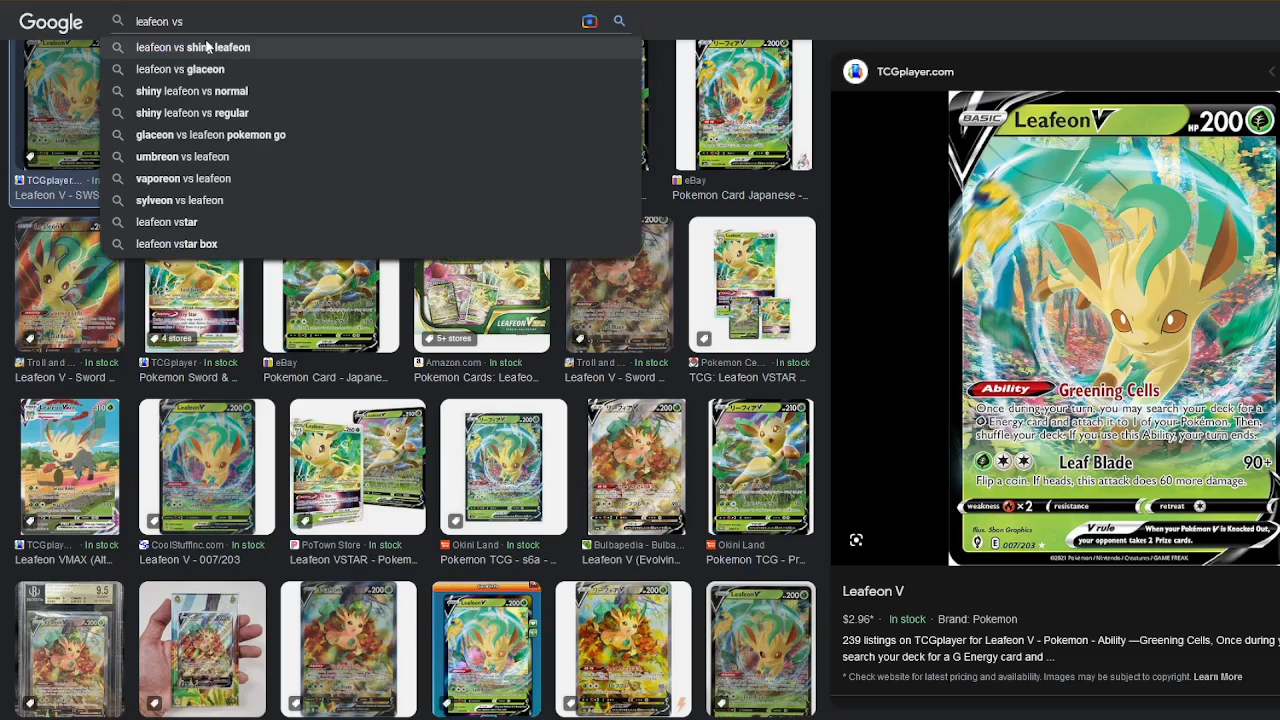 Google
leafeon vs
leafeon vs shiny leafeon
leafeon vs glaceon
shiny leafeon vs normal
shiny leafeon vs regular
glaceon vs leafeon pokemon go
umbreon vs leafeon
vaporeon vs leafeon
sylveon vs leafeon
leafeon vstar
leafeon vstar box
TCGplayer.... · In
Leafeon V - SWS
eBay
Pokemon Card Japanese -...
4 stores
5+ stores
Troll and ... · In stock
Leafeon V - Sword ...
TCGplayer · In stock
Pokemon Sword & ...
eBay
Pokemon Card - Japane...
Amazon.com · In stock
Pokemon Cards: Leafeo...
Troll and ... · In stock
Leafeon V - Sword ...
Pokemon Ce... · In stock
TCG: Leafeon VSTAR ...
TCGplay... · In stock
Leafeon VMAX (Alt...
CoolStuffInc.com · In stock
Leafeon V - 007/203
PoTown Store · In stock
Leafeon VSTAR - Pokem...
Okini Land · In stock
Pokemon TCG - s6a - ...
Bulbapedia - Bulba...
Leafeon V (Evolvin...
Okini Land
Pokemon TCG - Pr...
9.5
TCGplayer.com
BASIC Leafeon V HP 200
Ability Greening Cells
Once during your turn, you may search your deck for a
Energy card and attach it to 1 of your Pokémon. Then,
shuffle your deck. If you use this Ability, your turn ends.
Leaf Blade 90+
Flip a coin. If heads, this attack does 60 more damage.
weakness ×2 resistance retreat
Illus. 5ban Graphics
E 007/203 ★
V rule When your Pokémon V is Knocked Out,
your opponent takes 2 Prize cards.
©2021 Pokémon / Nintendo / Creatures / GAME FREAK
Leafeon V
$2.96* · In stock · Brand: Pokemon
239 listings on TCGplayer for Leafeon V - Pokemon - Ability —Greening Cells, Once during y
search your deck for a G Energy card and ...
* Check website for latest pricing and availability. Images may be subject to copyright. Learn More